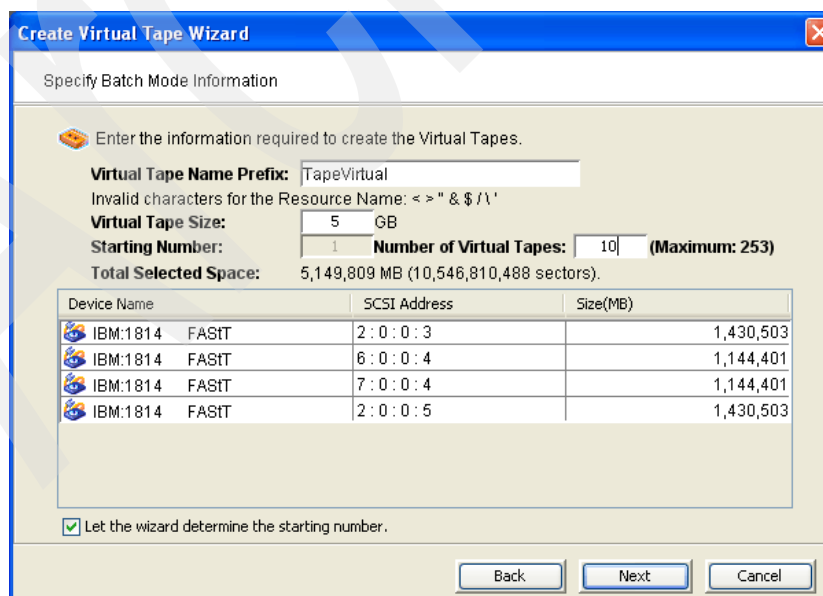 Create Virtual Tape Wizard
Specify Batch Mode Information
Enter the information required to create the Virtual Tapes.
Virtual Tape Name Prefix: TapeVirtual
Invalid characters for the Resource Name: < > " & $ / \ '
Virtual Tape Size: 5 GB
Starting Number: 1 Number of Virtual Tapes: 10 (Maximum: 253)
Total Selected Space: 5,149,809 MB (10,546,810,488 sectors).
Device Name SCSI Address Size(MB)
IBM:1814 FAStT 2 : 0 : 0 : 3 1,430,503
IBM:1814 FAStT 6 : 0 : 0 : 4 1,144,401
IBM:1814 FAStT 7 : 0 : 0 : 4 1,144,401
IBM:1814 FAStT 2 : 0 : 0 : 5 1,430,503
Let the wizard determine the starting number.
Back Next Cancel